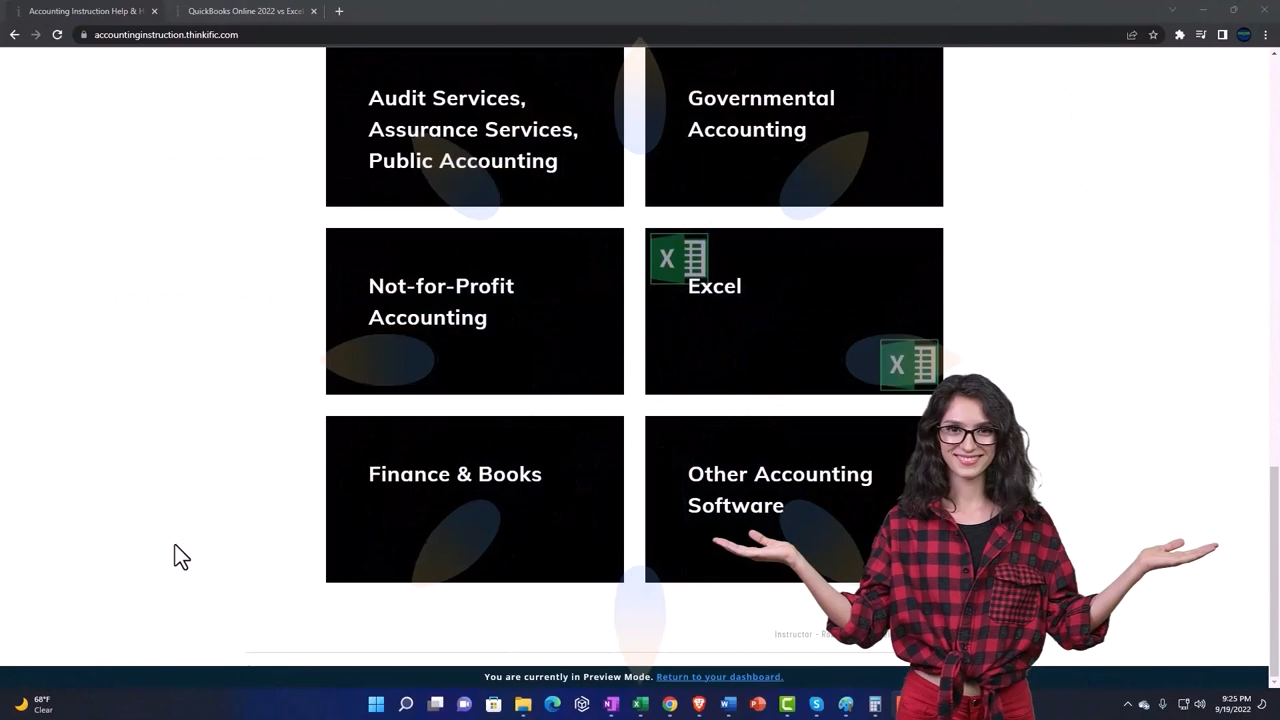 Accounting Instruction Help & H
QuickBooks Online 2022 vs Excel
accountinginstruction.thinkific.com
Audit Services,
Assurance Services,
Public Accounting
Governmental
Accounting
Not-for-Profit
Accounting
X
Excel
X
Finance & Books
Other Accounting
Software
Instructor –
You are currently in Preview Mode. Return to your dashboard.
68°F
Clear
9:25 PM
9/19/2022